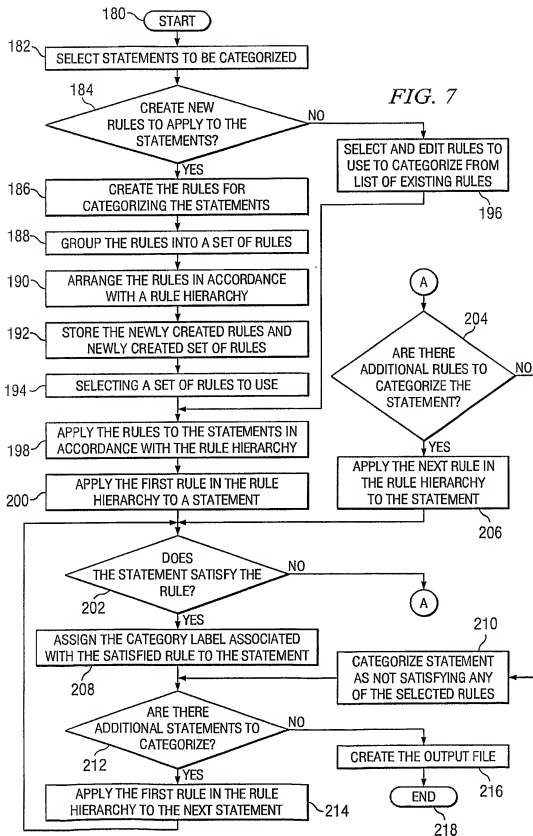 180
START
182
SELECT STATEMENTS TO BE CATEGORIZED
184
CREATE NEW
RULES TO APPLY TO THE
STATEMENTS?
NO
FIG. 7
SELECT AND EDIT RULES TO
USE TO CATEGORIZE FROM
LIST OF EXISTING RULES
196
YES
186
CREATE THE RULES FOR
CATEGORIZING THE STATEMENTS
188
GROUP THE RULES INTO A SET OF RULES
190
ARRANGE THE RULES IN ACCORDANCE
WITH A RULE HIERARCHY
192
STORE THE NEWLY CREATED RULES AND
NEWLY CREATED SET OF RULES
194
SELECTING A SET OF RULES TO USE
198
APPLY THE RULES TO THE STATEMENTS IN
ACCORDANCE WITH THE RULE HIERARCHY
200
APPLY THE FIRST RULE IN THE RULE
HIERARCHY TO A STATEMENT
A
204
ARE THERE
ADDITIONAL RULES TO
CATEGORIZE THE
STATEMENT?
NO
YES
APPLY THE NEXT RULE IN
THE RULE HIERARCHY
TO THE STATEMENT
206
DOES
THE STATEMENT SATISFY THE
RULE?
202
NO
A
YES
ASSIGN THE CATEGORY LABEL ASSOCIATED
WITH THE SATISFIED RULE TO THE STATEMENT
208
210
CATEGORIZE STATEMENT
AS NOT SATISFYING ANY
OF THE SELECTED RULES
ARE THERE
ADDITIONAL STATEMENTS TO
CATEGORIZE?
212
NO
CREATE THE OUTPUT FILE
216
YES
APPLY THE FIRST RULE IN THE RULE
HIERARCHY TO THE NEXT STATEMENT
214
END
218